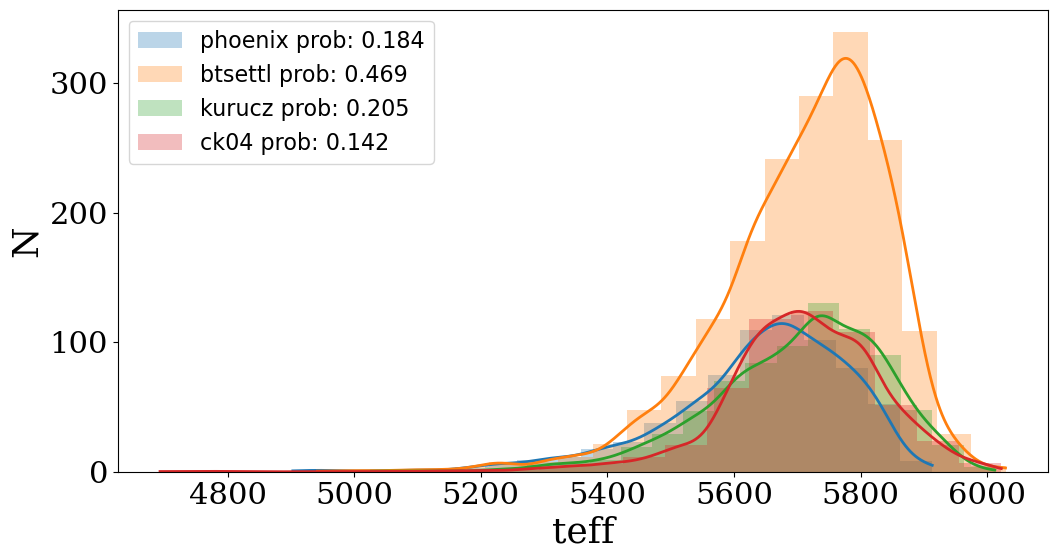 phoenix prob: 0.184
btsettl prob: 0.469
kurucz prob: 0.205
ck04 prob: 0.142
300
200
100
0
N
4800 5000 5200 5400 5600 5800 6000
teff